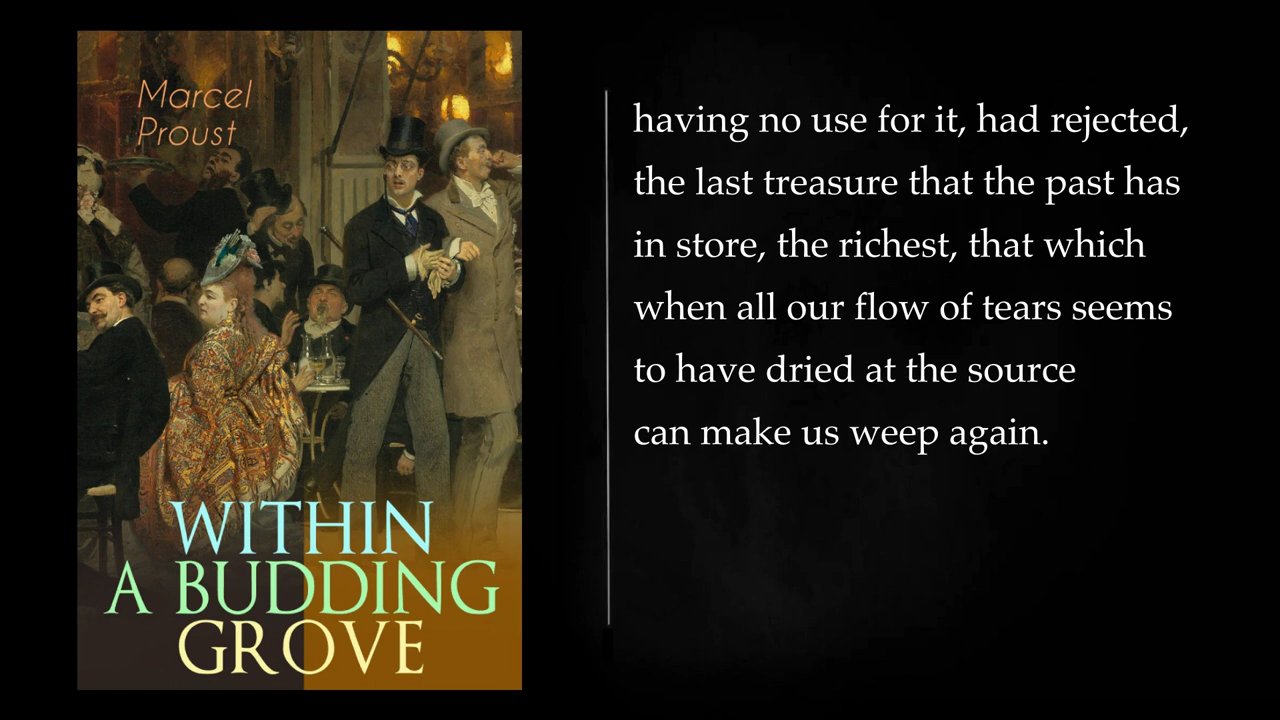 Marcel
Proust
WITHIN
A BUDDING
GROVE
having no use for it, had rejected,
the last treasure that the past has
in store, the richest, that which
when all our flow of tears seems
to have dried at the source
can make us weep again.